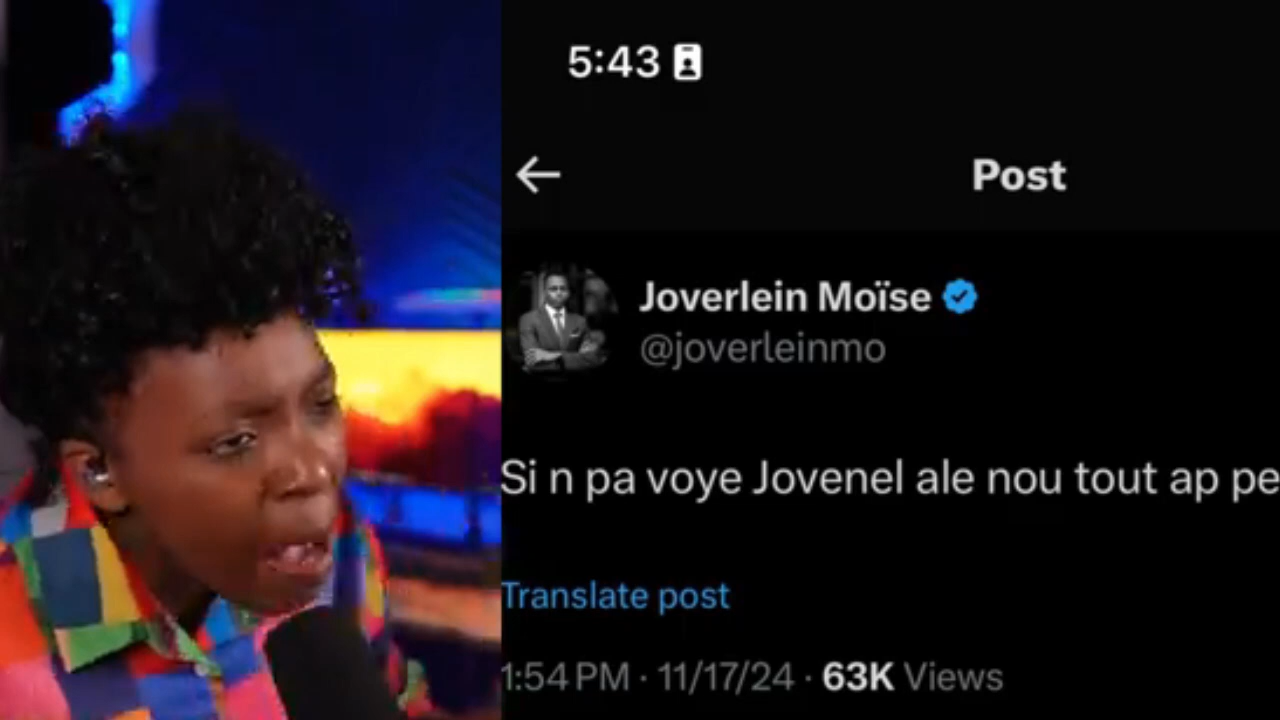 5:43
Post
Joverlein Moïse
@joverleinmo
Si n pa voye Jovenel ale nou tout ap
Translate post
1:54 PM · 11/17/24 · 63K Views